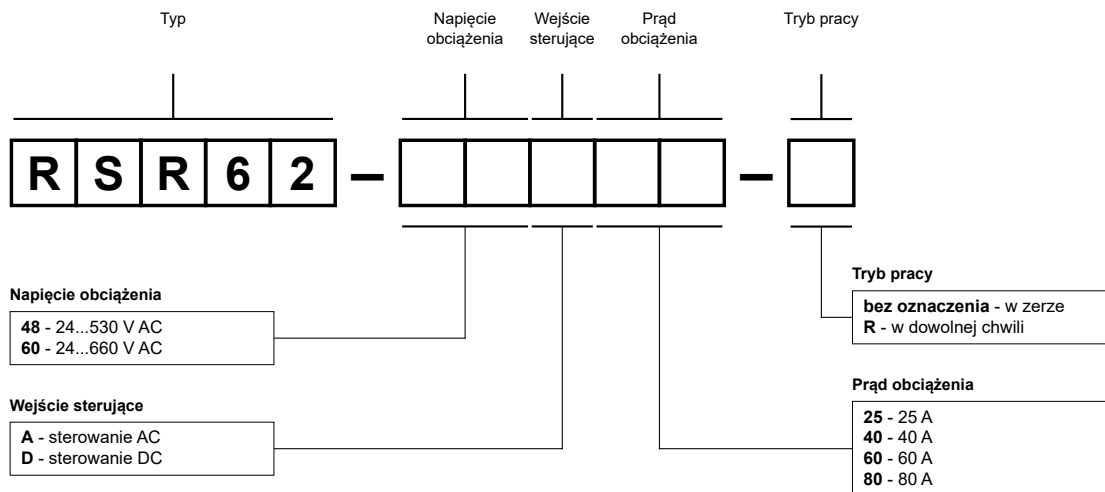 Typ
Napięcie
obciążenia
Wejście
sterujące
Prąd
obciążenia
Tryb pracy
R S R 6 2 – –
Napięcie obciążenia
48 - 24...530 V AC
60 - 24...660 V AC
Wejście sterujące
A - sterowanie AC
D - sterowanie DC
Tryb pracy
bez oznaczenia - w zerze
R - w dowolnej chwili
Prąd obciążenia
25 - 25 A
40 - 40 A
60 - 60 A
80 - 80 A